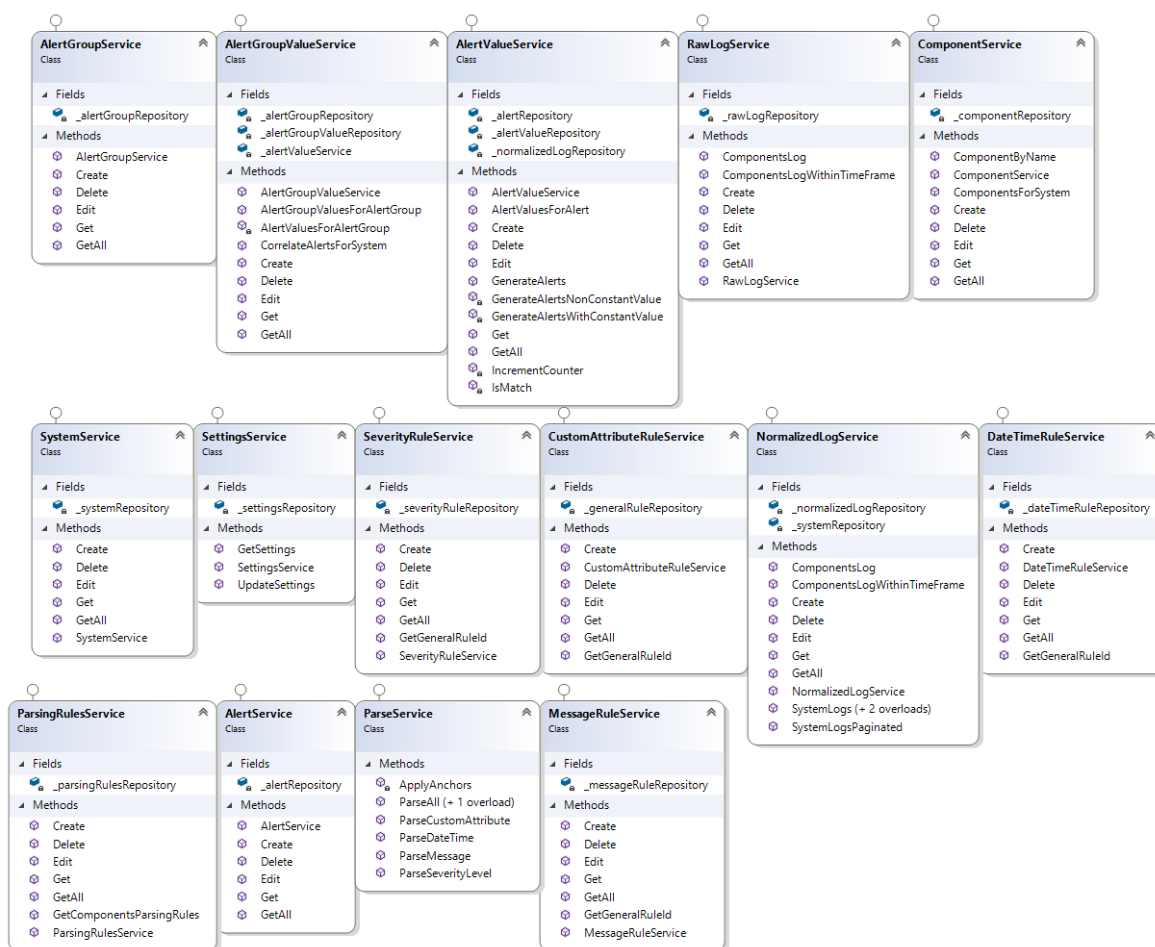 AlertGroupService
Class
Fields
_alertGroupRepository
Methods
AlertGroupService
Create
Delete
Edit
Get
GetAll
AlertGroupValueService
Class
Fields
_alertGroupRepository
_alertGroupValueRepository
_alertValueService
Methods
AlertGroupValueService
AlertGroupValuesForAlertGroup
AlertValuesForAlertGroup
CorrelateAlertsForSystem
Create
Delete
Edit
Get
GetAll
AlertValueService
Class
Fields
_alertRepository
_alertValueRepository
_normalizedLogRepository
Methods
AlertValueService
AlertValuesForAlert
Create
Delete
Edit
GenerateAlerts
GenerateAlertsNonConstantValue
GenerateAlertsWithConstantValue
Get
GetAll
IncrementCounter
IsMatch
RawLogService
Class
Fields
_rawLogRepository
Methods
ComponentsLog
ComponentsLogWithinTimeFrame
Create
Delete
Edit
Get
GetAll
RawLogService
ComponentService
Class
Fields
_componentRepository
Methods
ComponentByName
ComponentService
ComponentsForSystem
Create
Delete
Edit
Get
GetAll
SystemService
Class
Fields
_systemRepository
Methods
Create
Delete
Edit
Get
GetAll
SystemService
SettingsService
Class
Fields
_settingsRepository
Methods
GetSettings
SettingsService
UpdateSettings
SeverityRuleService
Class
Fields
_severityRuleRepository
Methods
Create
Delete
Edit
Get
GetAll
GetGeneralRuleId
SeverityRuleService
CustomAttributeRuleService
Class
Fields
_generalRuleRepository
Methods
Create
CustomAttributeRuleService
Delete
Edit
Get
GetAll
GetGeneralRuleId
NormalizedLogService
Class
Fields
_normalizedLogRepository
_systemRepository
Methods
ComponentsLog
ComponentsLogWithinTimeFrame
Create
Delete
Edit
Get
GetAll
NormalizedLogService
SystemLogs (+ 2 overloads)
SystemLogsPaginated
DateTimeRuleService
Class
Fields
_dateTimeRuleRepository
Methods
Create
DateTimeRuleService
Delete
Edit
Get
GetAll
GetGeneralRuleId
ParsingRulesService
Class
Fields
_parsingRulesRepository
Methods
Create
Delete
Edit
Get
GetAll
GetComponentsParsingRules
ParsingRulesService
AlertService
Class
Fields
_alertRepository
Methods
AlertService
Create
Delete
Edit
Get
GetAll
ParseService
Class
Methods
ApplyAnchors
ParseAll (+ 1 overload)
ParseCustomAttribute
ParseDateTime
ParseMessage
ParseSeverityLevel
MessageRuleService
Class
Fields
_messageRuleRepository
Methods
Create
Delete
Edit
Get
GetAll
GetGeneralRuleId
MessageRuleService